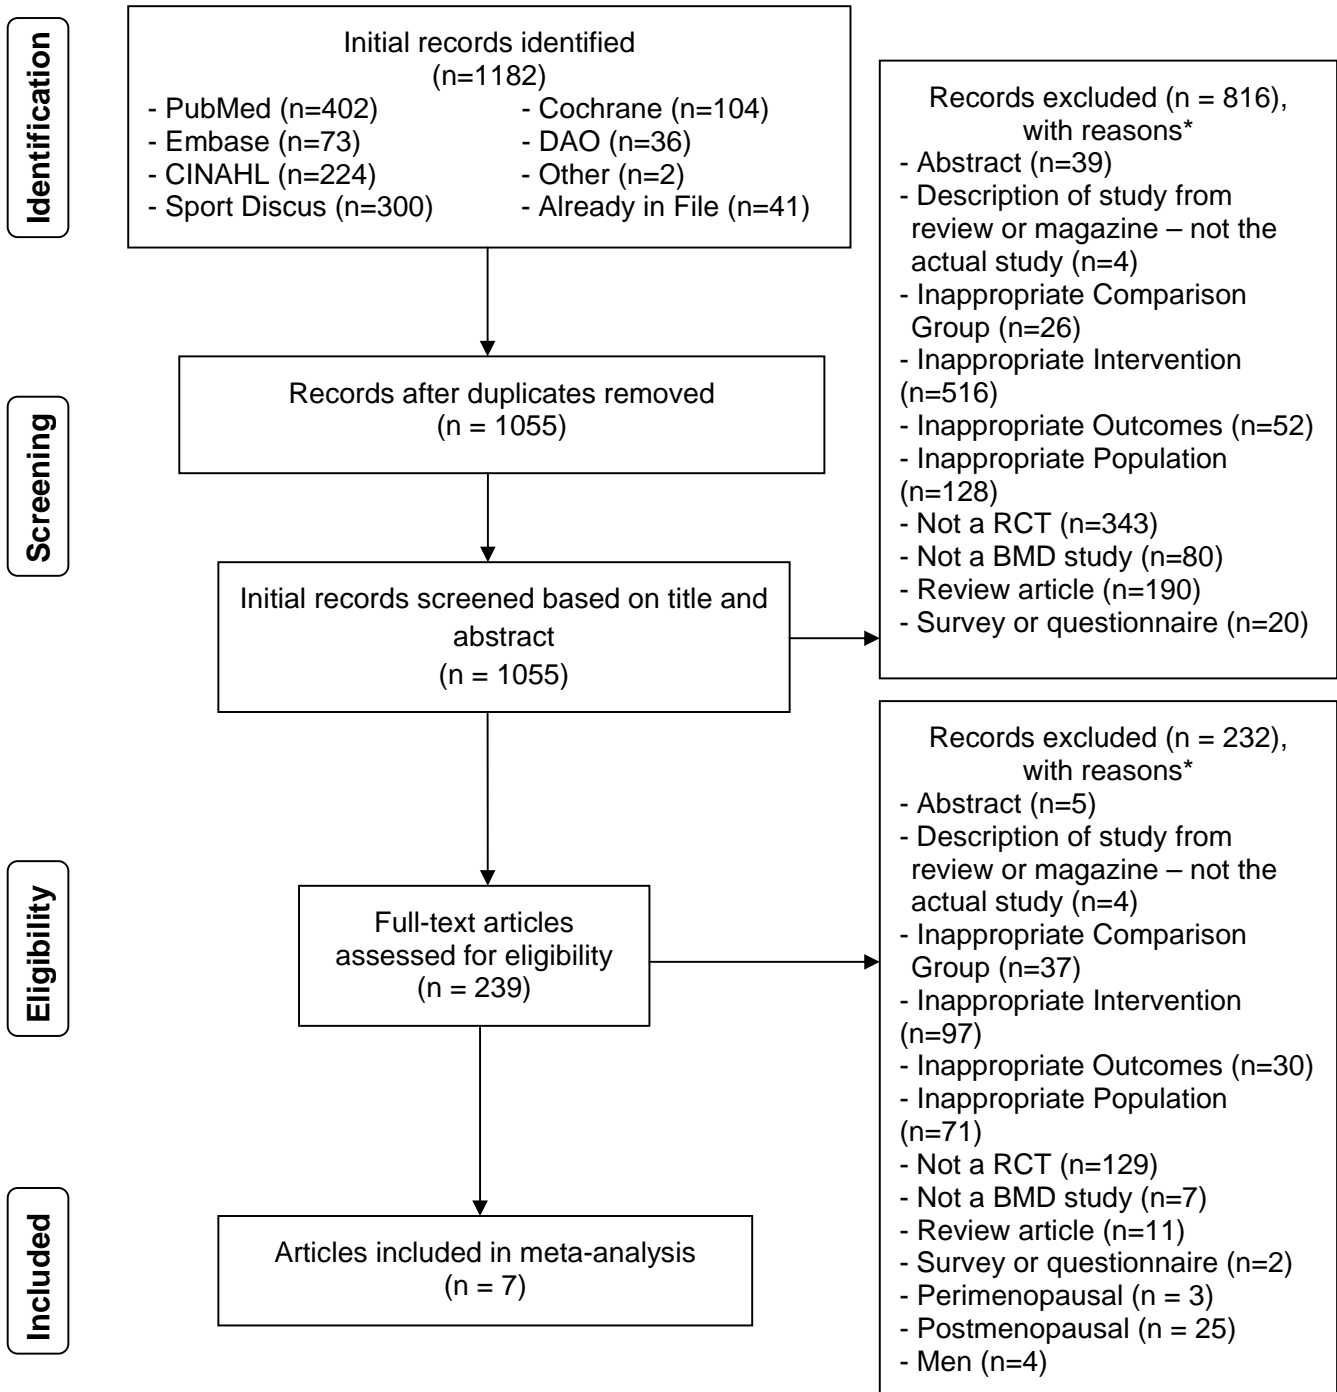 Identification
Initial records identified
(n=1182)
- PubMed (n=402)
- Embase (n=73)
- CINAHL (n=224)
- Sport Discus (n=300)
- Cochrane (n=104)
- DAO (n=36)
- Other (n=2)
- Already in File (n=41)
Screening
Records after duplicates removed
(n = 1055)
Initial records screened based on title and
abstract
(n = 1055)
Records excluded (n = 816),
with reasons*
- Abstract (n=39)
- Description of study from
review or magazine – not the
actual study (n=4)
- Inappropriate Comparison
Group (n=26)
- Inappropriate Intervention
(n=516)
- Inappropriate Outcomes (n=52)
- Inappropriate Population
(n=128)
- Not a RCT (n=343)
- Not a BMD study (n=80)
- Review article (n=190)
- Survey or questionnaire (n=20)
Eligibility
Full-text articles
assessed for eligibility
(n = 239)
Records excluded (n = 232),
with reasons*
- Abstract (n=5)
- Description of study from
review or magazine – not the
actual study (n=4)
- Inappropriate Comparison
Group (n=37)
- Inappropriate Intervention
(n=97)
- Inappropriate Outcomes (n=30)
- Inappropriate Population
(n=71)
- Not a RCT (n=129)
- Not a BMD study (n=7)
- Review article (n=11)
- Survey or questionnaire (n=2)
- Perimenopausal (n = 3)
- Postmenopausal (n = 25)
- Men (n=4)
Included
Articles included in meta-analysis
(n = 7)